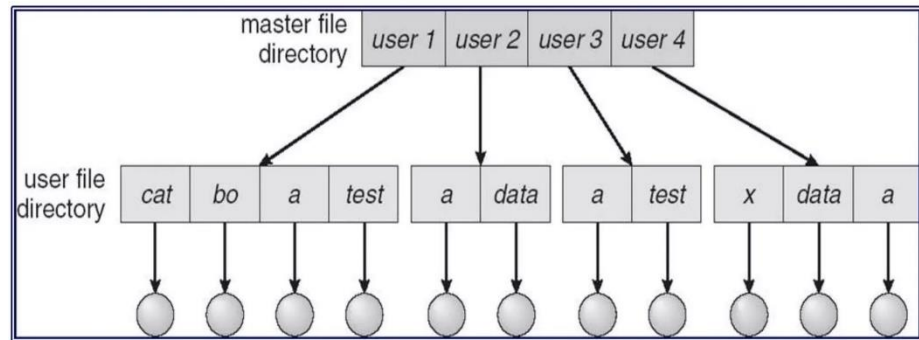 master file
directory
user 1 user 2 user 3 user 4
user file
directory
cat bo a test a data a test x data a